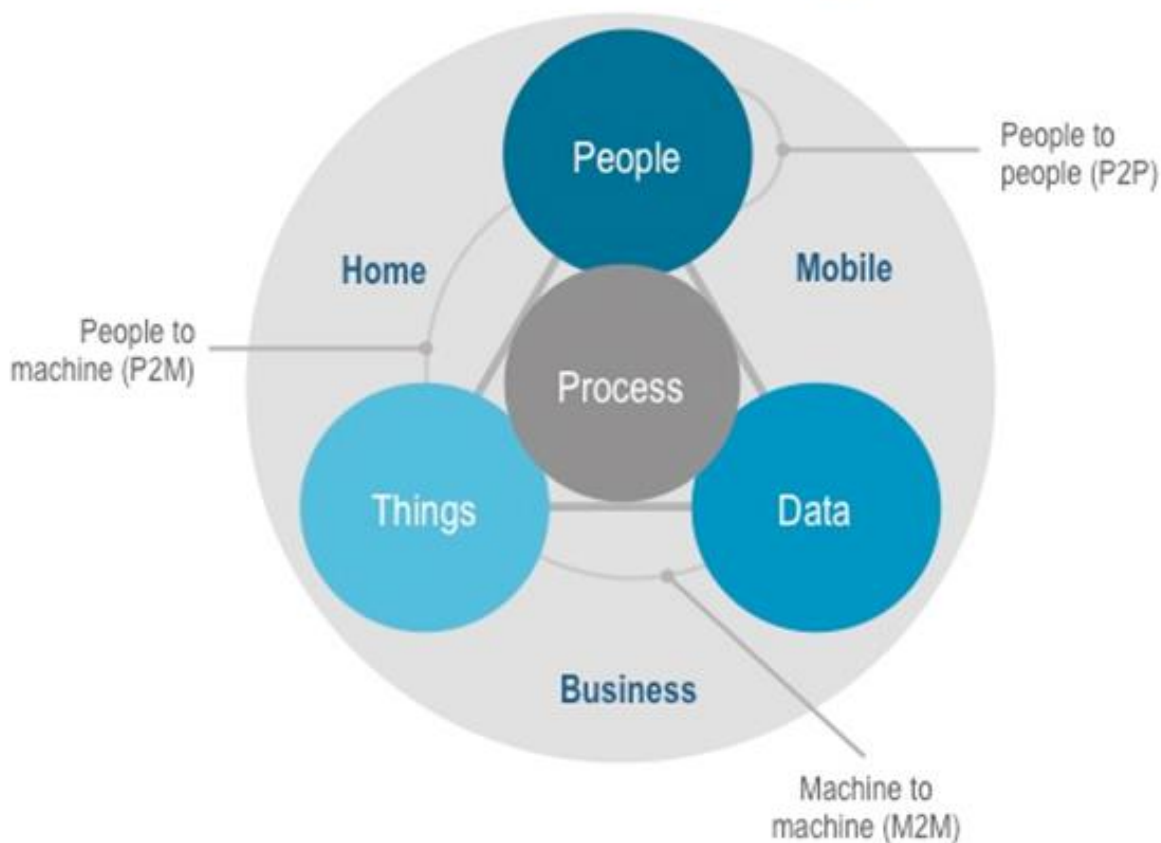 People
People to
people (P2P)
Home
Mobile
People to
machine (P2M)
Process
Things
Data
Business
Machine to
machine (M2M)